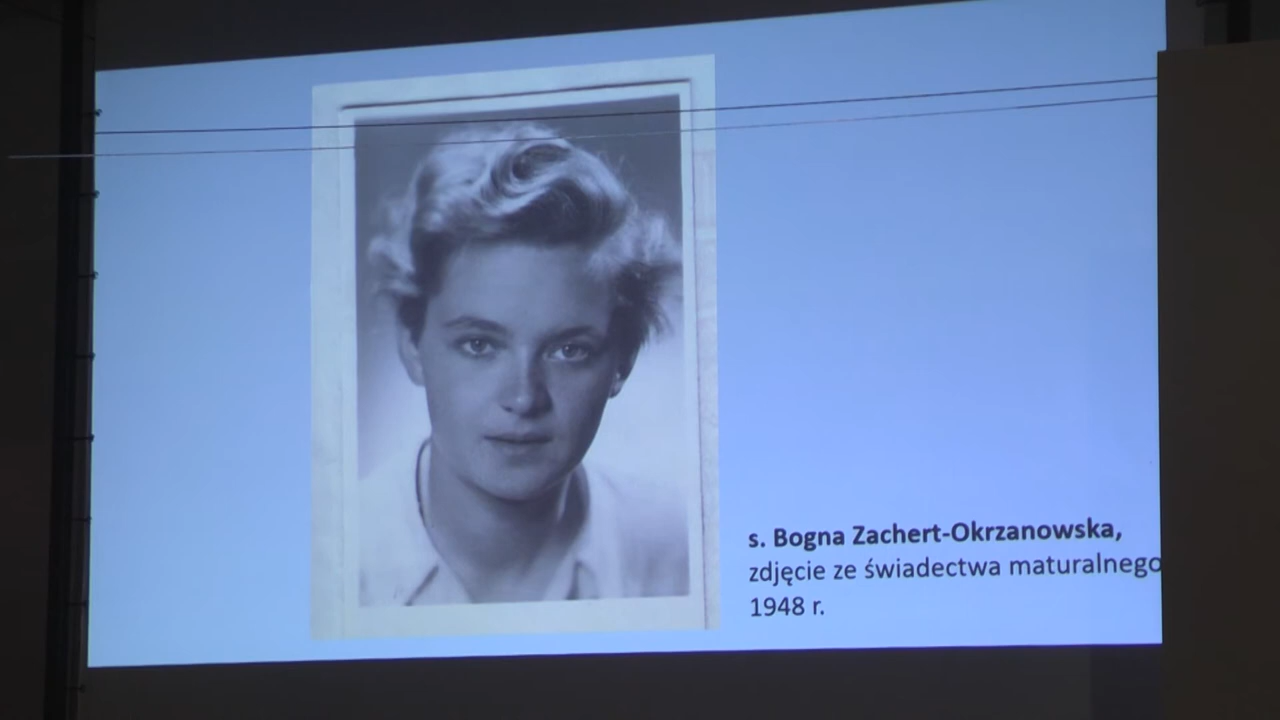 s. Bogna Zachert-Okrzanowska,
zdjęcie ze świadectwa maturalnego
1948 r.